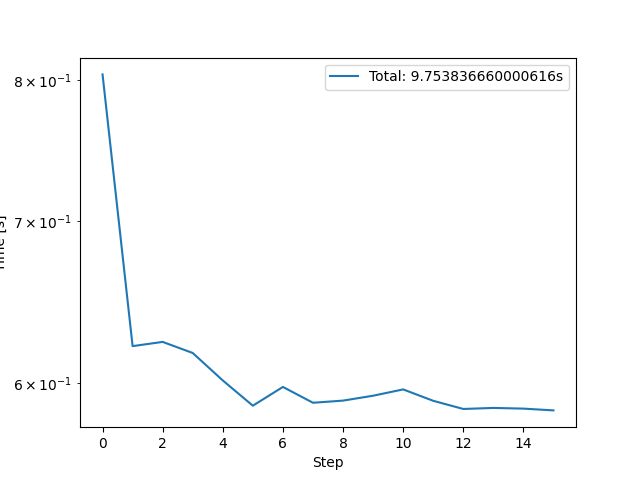 Total: 9.753836660000616s
8 × 10⁻¹
7 × 10⁻¹
6 × 10⁻¹
Time [s]
0 2 4 6 8 10 12 14
Step